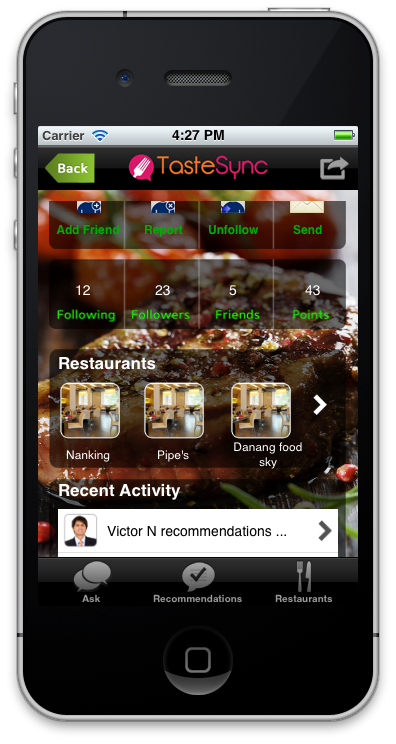 Carrier 4:27 PM
Back TasteSync
Add Friend Report Unfollow Send
12 23 5 43
Following Followers Friends Points
Restaurants
Nanking Pipe's Danang food
sky
Recent Activity
Victor N recommendations ...
Ask Recommendations Restaurants